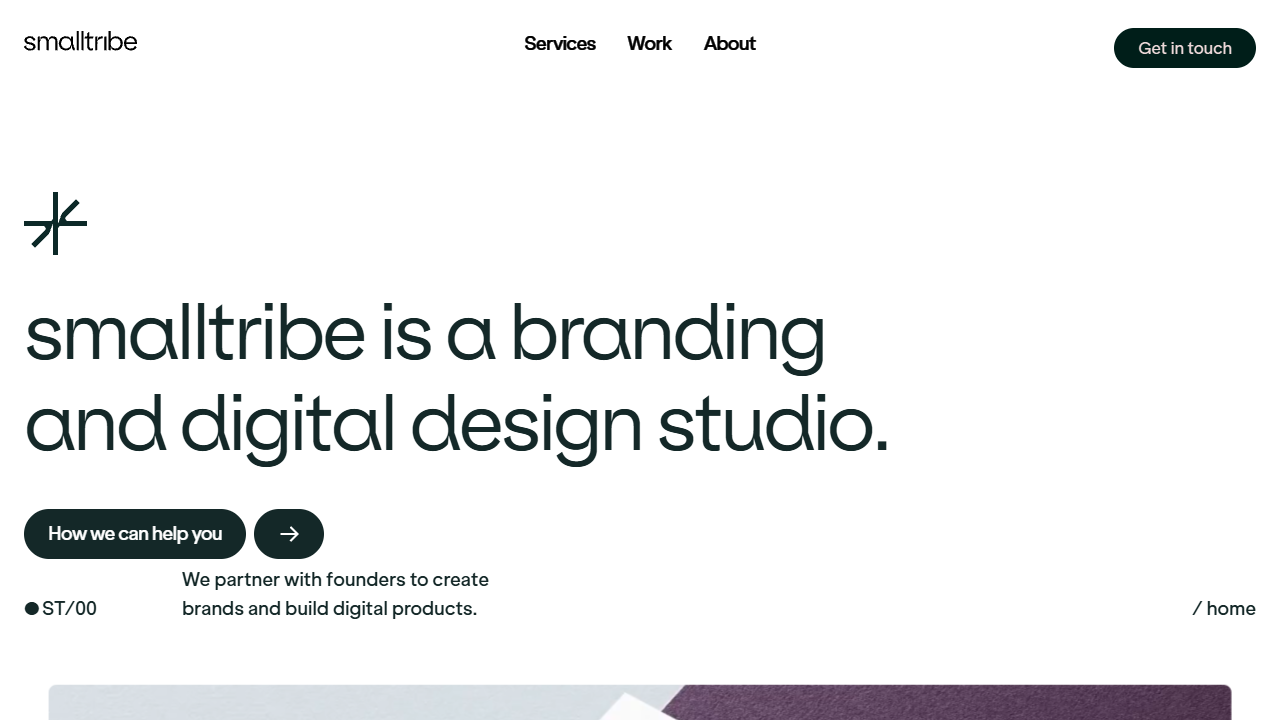 smalltribe
Services
Work
About
Get in touch
smalltribe is a branding
and digital design studio.
How we can help you
We partner with founders to create
brands and build digital products.
ST/00
/ home